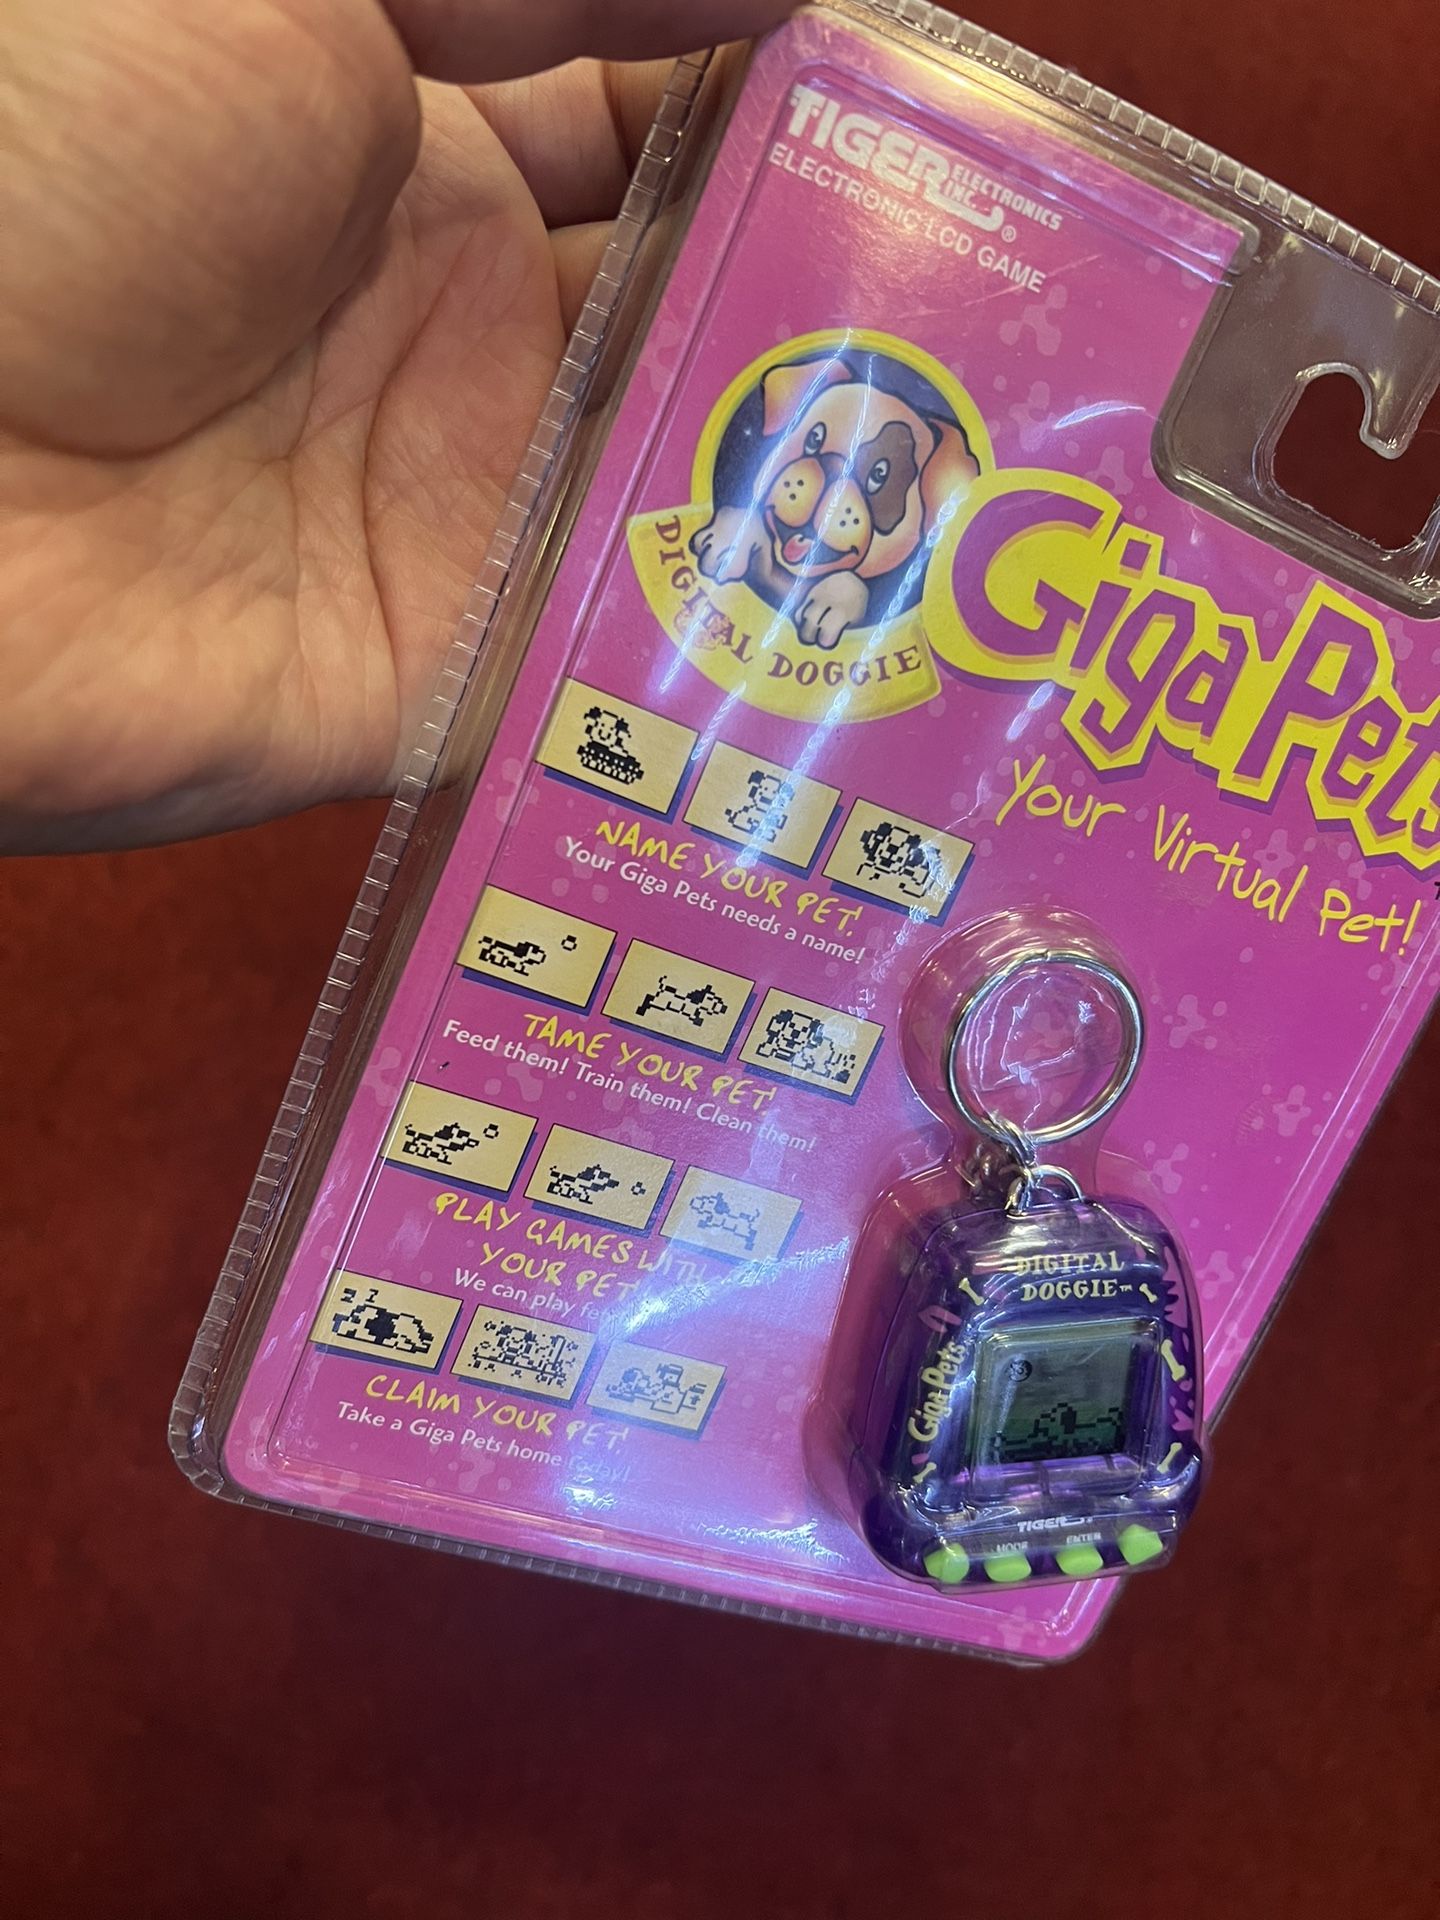 TIGER ELECTRONICS INC. ®
ELECTRONIC LCD GAME
DIGITAL DOGGIE
Giga Pets
Your Virtual Pet!
NAME YOUR PET!
Your Giga Pets needs a name!
TAME YOUR PET!
Feed them! Train them! Clean them!
PLAY GAMES WITH
YOUR PET
We can play
CLAIM YOUR PET!
Take a Giga Pets home today!
DIGITAL
DOGGIE™
Giga Pets
TIGER
MODE
ENTER